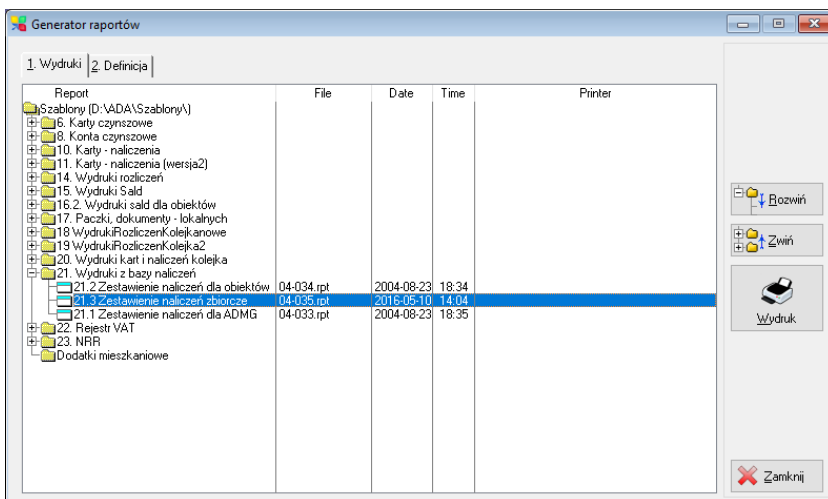 Generator raportów
1. Wydruki 2. Definicja
Report File Date Time Printer
Szablony (D:\ADA\Szablony\)
6. Karty czynszowe
8. Konta czynszowe
10. Karty - naliczenia
11. Karty - naliczenia (wersja2)
14. Wydruki rozliczeń
15. Wydruki Sald
16.2. Wydruki sald dla obiektów
17. Paczki, dokumenty - lokalnych
18 WydrukiRozliczenKolejkanowe
19 WydrukiRozliczenKolejka2
20. Wydruki kart i naliczeń kolejka
21. Wydruki z bazy naliczeń
21.2 Zestawienie naliczeń dla obiektów 04-034.rpt 2004-08-23 18:34
21.3 Zestawienie naliczeń zbiorcze 04-035.rpt 2016-05-10 14:04
21.1 Zestawienie naliczeń dla ADMG 04-033.rpt 2004-08-23 18:35
22. Rejestr VAT
23. NRR
Dodatki mieszkaniowe
Rozwiń
Zwiń
Wydruk
Zamknij